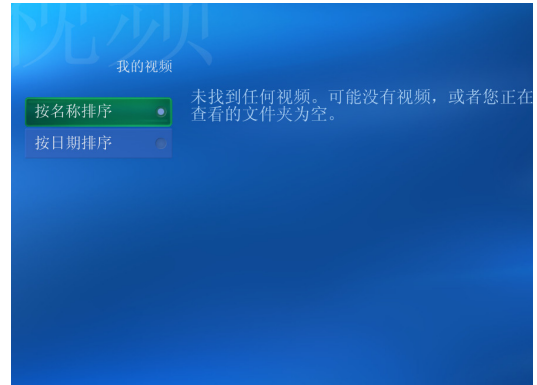 视频
我的视频
按名称排序
按日期排序
未找到任何视频。可能没有视频，或者您正在
查看的文件夹为空。